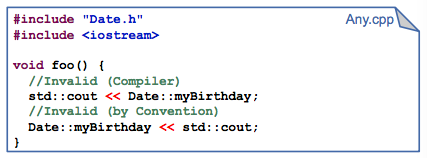 #include "Date.h"
Any.cpp
#include <iostream>
void foo() {
//Invalid (Compiler)
std::cout << Date::myBirthday;
//Invalid (by Convention)
Date::myBirthday << std::cout;
}